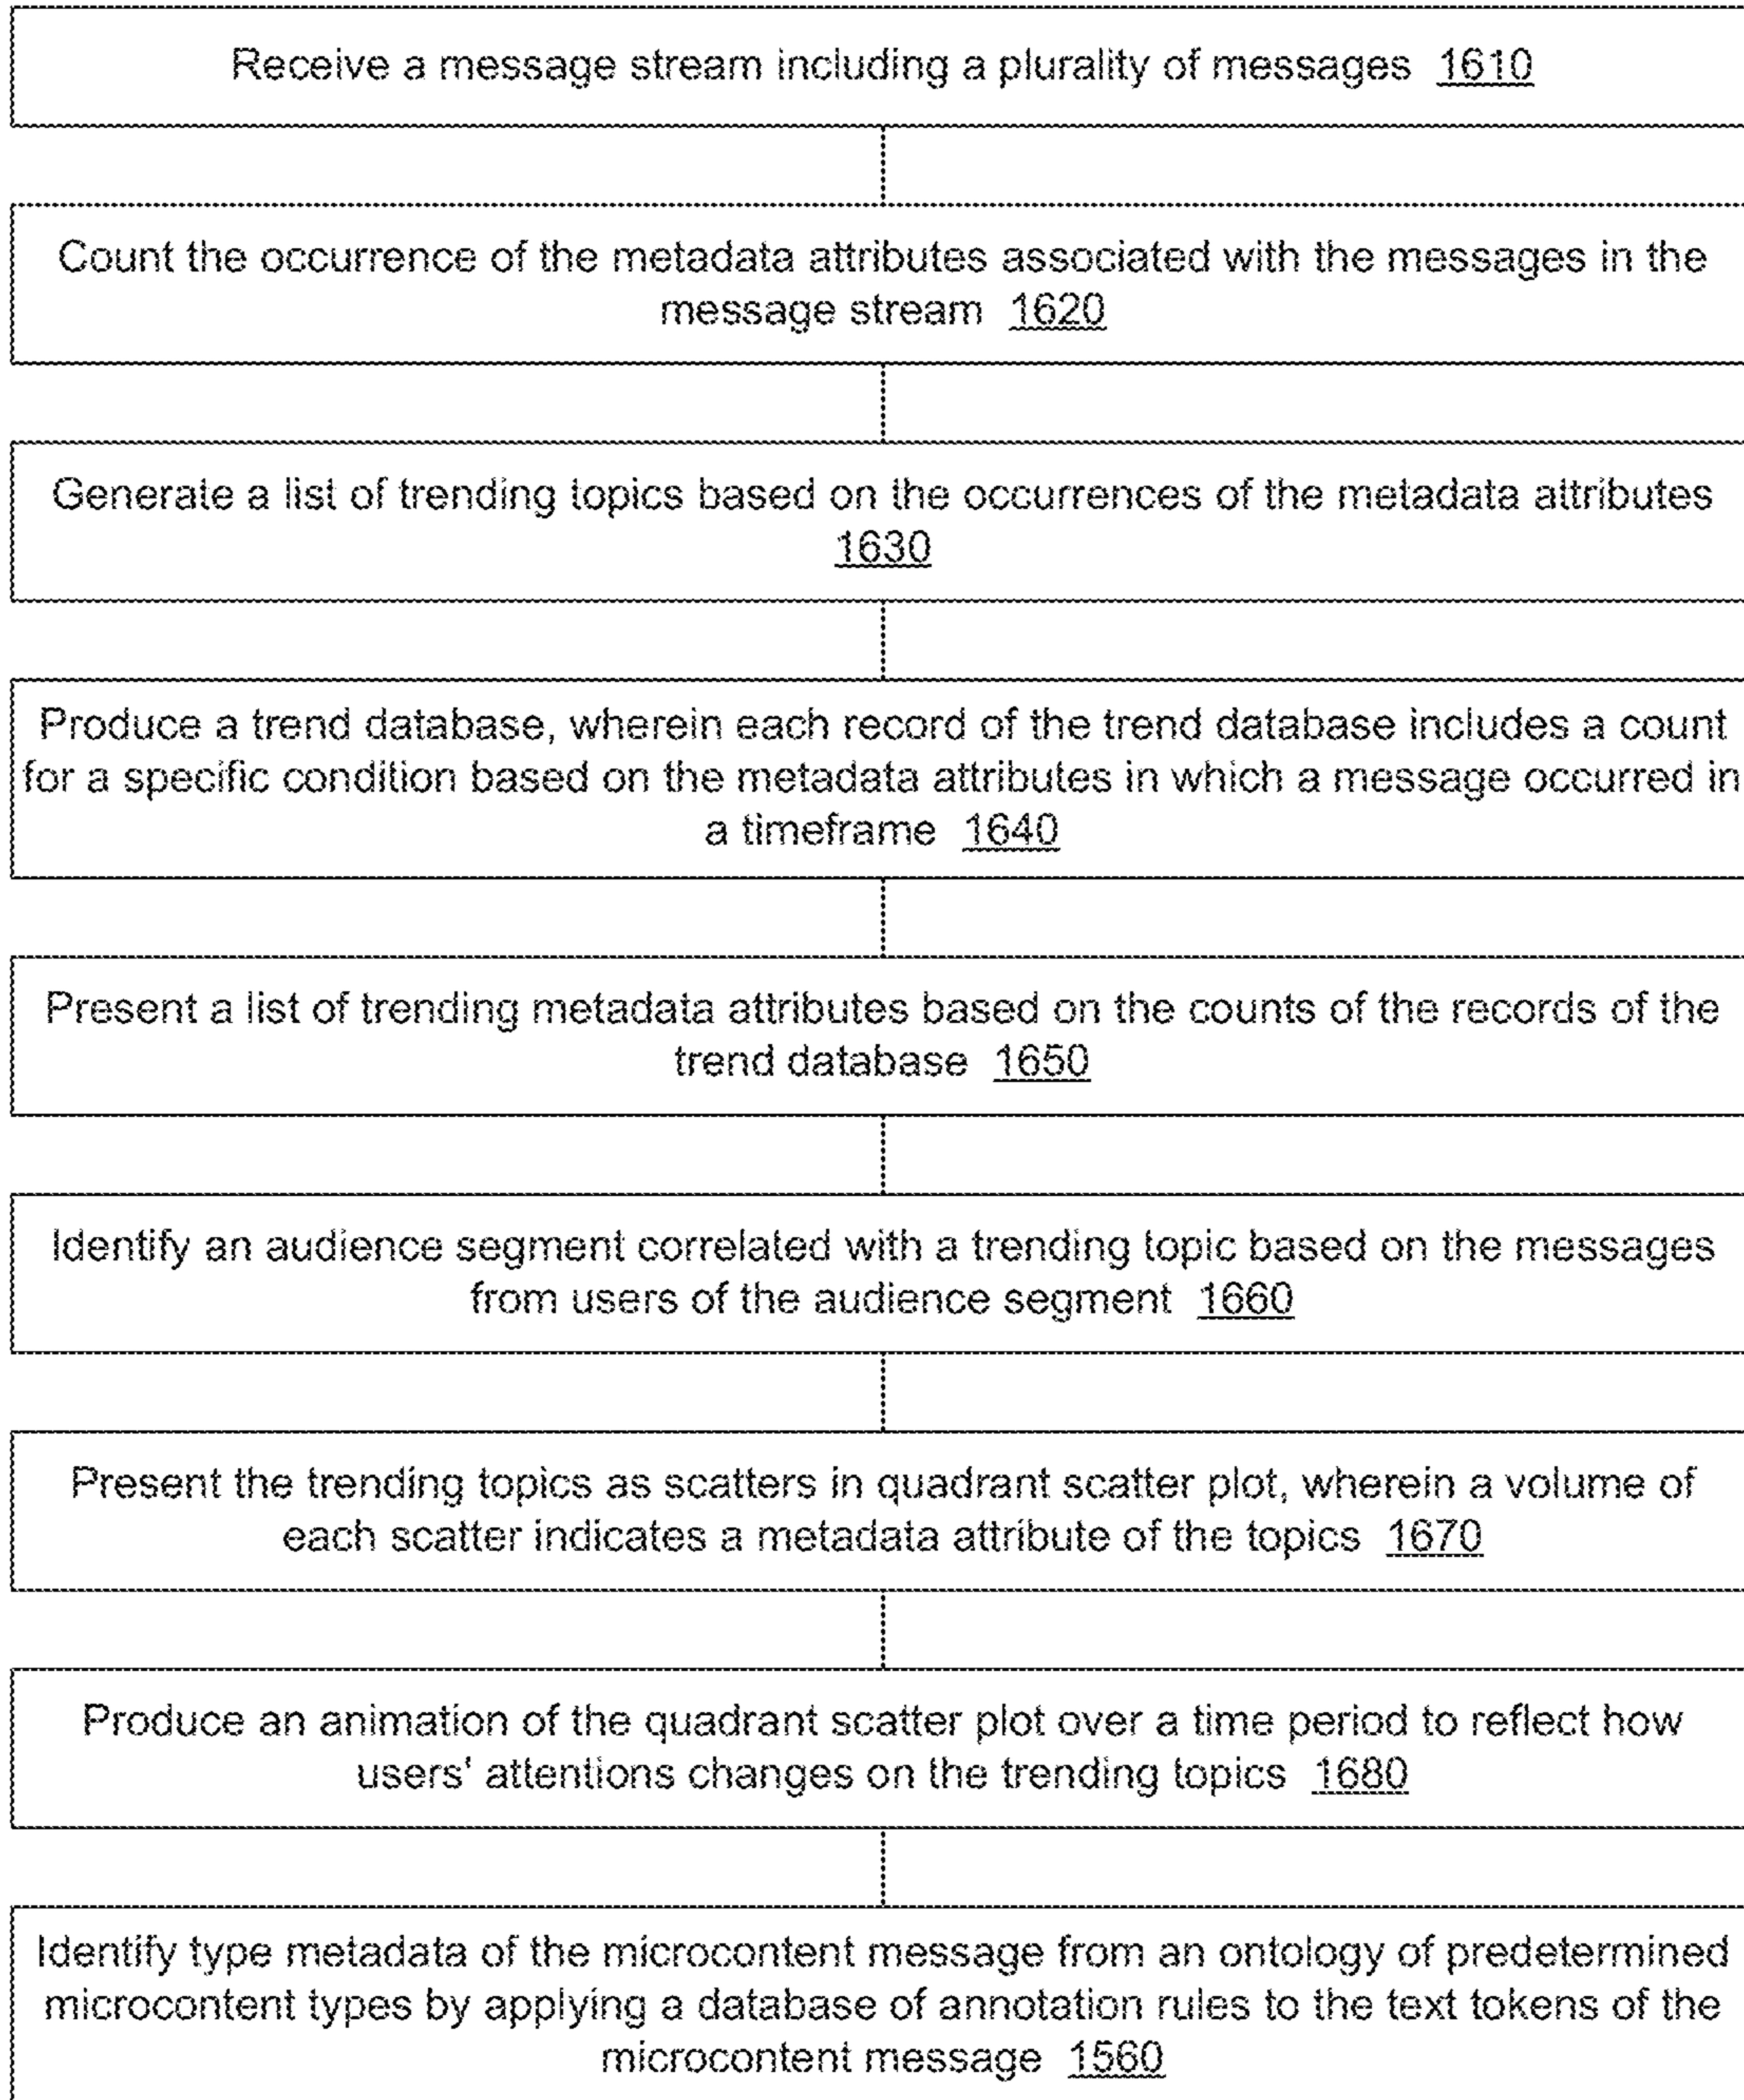 Receive a message stream including a plurality of messages 1610
Count the occurrence of the metadata attributes associated with the messages in the
message stream 1620
Generate a list of trending topics based on the occurrences of the metadata attributes
1630
Produce a trend database, wherein each record of the trend database includes a count
for a specific condition based on the metadata attributes in which a message occurred in
a timeframe 1640
Present a list of trending metadata attributes based on the counts of the records of the
trend database 1650
Identify an audience segment correlated with a trending topic based on the messages
from users of the audience segment 1660
Present the trending topics as scatters in quadrant scatter plot, wherein a volume of
each scatter indicates a metadata attribute of the topics 1670
Produce an animation of the quadrant scatter plot over a time period to reflect how
users' attentions changes on the trending topics 1680
Identify type metadata of the microcontent message from an ontology of predetermined
microcontent types by applying a database of annotation rules to the text tokens of the
microcontent message 1560